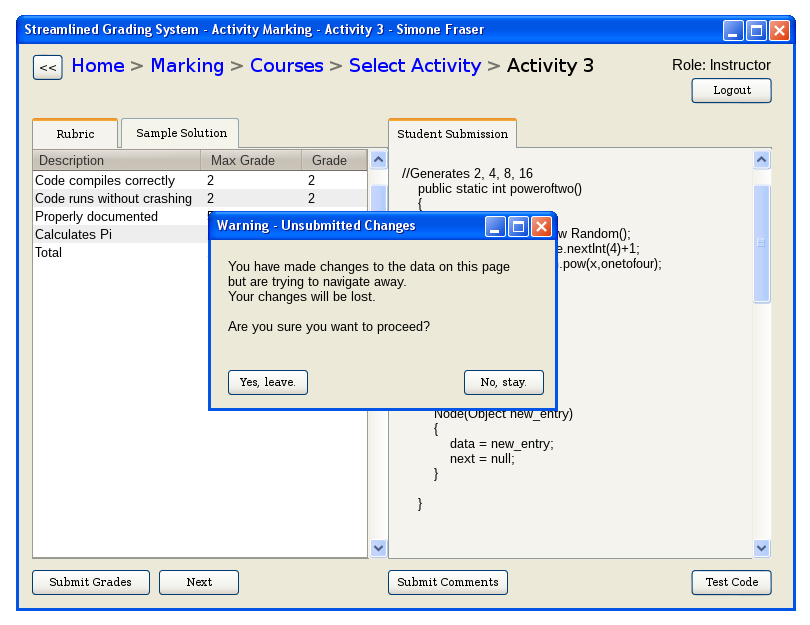 Streamlined Grading System - Activity Marking - Activity 3 - Simone Fraser
<< Home > Marking > Courses > Select Activity > Activity 3
Role: Instructor
Logout
Rubric Sample Solution
Student Submission
Description Max Grade Grade
Code compiles correctly 2 2
Code runs without crashing 2 2
Properly documented
Calculates Pi
Total
//Generates 2, 4, 8, 16
public static int poweroftwo()
{
Random();
.nextInt(4)+1;
.pow(x,onetofour);
Warning - Unsubmitted Changes
You have made changes to the data on this page
but are trying to navigate away.
Your changes will be lost.
Are you sure you want to proceed?
Yes, leave. No, stay.
Node(Object new_entry)
{
data = new_entry;
next = null;
}
}
Submit Grades Next Submit Comments Test Code